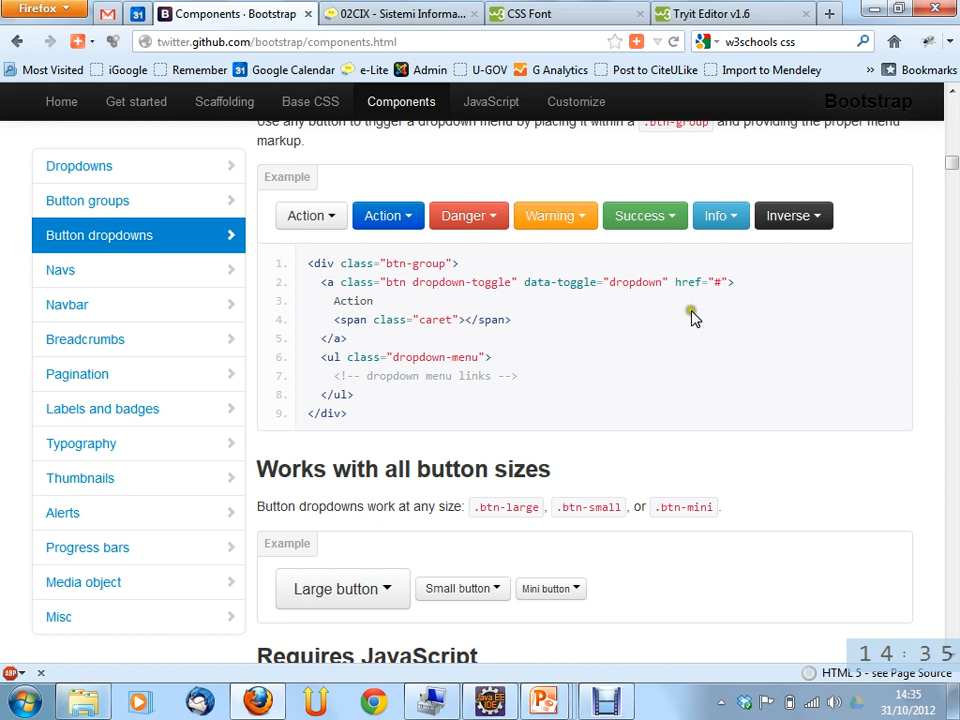 Firefox
31
Components · Bootstrap
02CIX - Sistemi Informa...
CSS Font
Tryit Editor v1.6
twitter.github.com/bootstrap/components.html
w3schools css
Most Visited
iGoogle
Remember
31 Google Calendar
e-Lite
Admin
U-GOV
G Analytics
Post to CiteULike
Import to Mendeley
»
Bookmarks
Home
Get started
Scaffolding
Base CSS
Components
JavaScript
Customize
Bootstrap
Use any button to trigger a dropdown menu by placing it within a .btn-group and providing the proper menu
markup.
Dropdowns
Button groups
Button dropdowns
Navs
Navbar
Breadcrumbs
Pagination
Labels and badges
Typography
Thumbnails
Alerts
Progress bars
Media object
Misc
Example
Action
Action
Danger
Warning
Success
Info
Inverse
1. <div class="btn-group">
2. <a class="btn dropdown-toggle" data-toggle="dropdown" href="#">
3. Action
4. <span class="caret"></span>
5. </a>
6. <ul class="dropdown-menu">
7. <!-- dropdown menu links -->
8. </ul>
9. </div>
Works with all button sizes
Button dropdowns work at any size: .btn-large, .btn-small, or .btn-mini.
Example
Large button
Small button
Mini button
Requires JavaScript
14:35
ABP
HTML 5 - see Page Source
Java EE
IDE
14:35
31/10/2012